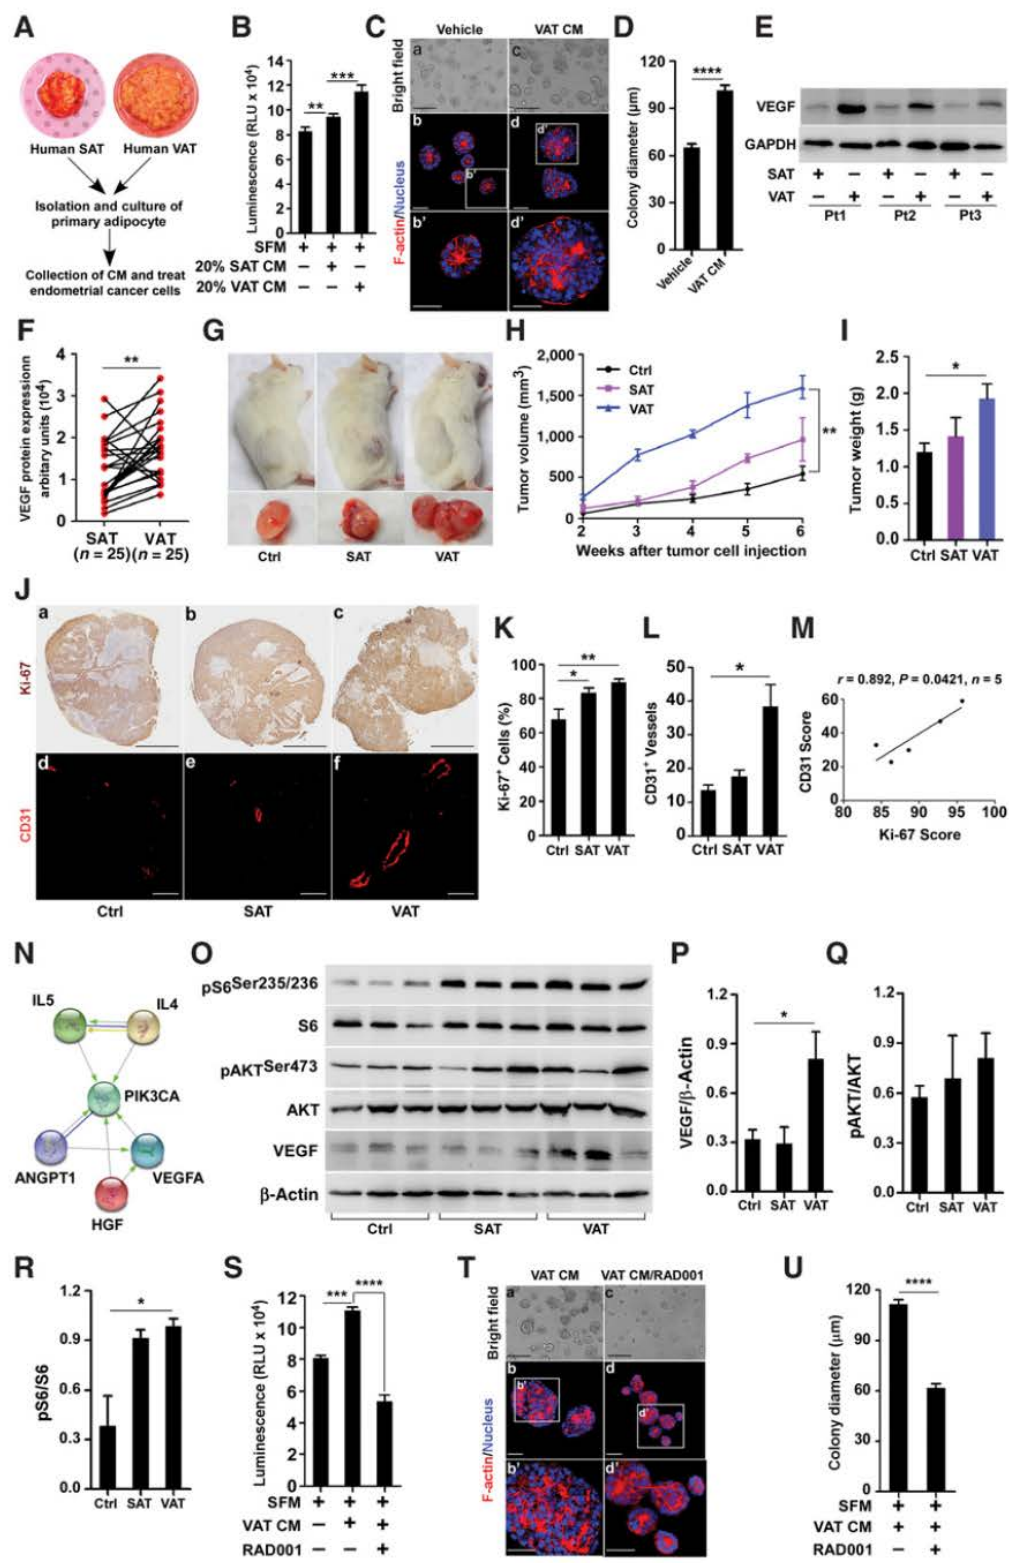 A
Human SAT
Human VAT
Isolation and culture of
primary adipocyte
Collection of CM and treat
endometrial cancer cells
B
Luminescence (RLU x 10⁴)
14
12
10
8
6
4
2
0
**
***
SFM + + +
20% SAT CM – + –
20% VAT CM – – +
C
Vehicle
VAT CM
Bright field
F-actin/Nucleus
a
c
b
b'
d
d'
b'
d'
D
Colony diameter (μm)
120
90
60
30
0
****
Vehicle
VAT CM
E
VEGF
GAPDH
SAT + – + – + –
VAT – + – + – +
Pt1
Pt2
Pt3
F
VEGF protein expressionn
arbitary units (10⁴)
4
3
2
1
0
**
SAT
VAT
(n = 25)
(n = 25)
G
Ctrl
SAT
VAT
H
Tumor volume (mm³)
2,000
1,500
1,000
500
0
Ctrl
SAT
VAT
**
2 3 4 5 6
Weeks after tumor cell injection
I
Tumor weight (g)
2.5
2.0
1.5
1.0
0.5
0.0
*
Ctrl SAT VAT
J
Ki-67
CD31
a
b
c
d
e
f
Ctrl
SAT
VAT
K
Ki-67⁺ Cells (%)
100
80
60
40
20
0
**
*
Ctrl SAT VAT
L
CD31⁺ Vessels
50
40
30
20
10
0
*
Ctrl SAT VAT
M
r = 0.892, P = 0.0421, n = 5
CD31 Score
60
40
20
0
80 85 90 95 100
Ki-67 Score
N
IL5
IL4
PIK3CA
ANGPT1
VEGFA
HGF
O
pS6Ser235/236
S6
pAKTSer473
AKT
VEGF
β-Actin
Ctrl
SAT
VAT
P
VEGF/β-Actin
1.2
0.9
0.6
0.3
0.0
*
Ctrl SAT VAT
Q
pAKT/AKT
1.2
0.9
0.6
0.3
0.0
Ctrl SAT VAT
R
pS6/S6
1.2
0.9
0.6
0.3
0.0
*
Ctrl SAT VAT
S
Luminescence (RLU x 10⁴)
12
10
8
6
4
2
0
***
****
SFM + + +
VAT CM – + +
RAD001 +
T
VAT CM
VAT CM/RAD001
Bright field
F-actin/Nucleus
a
c
b
b'
d
d'
b'
d'
U
Colony diameter (μm)
120
90
60
30
0
****
SFM + +
VAT CM + +
RAD001 +